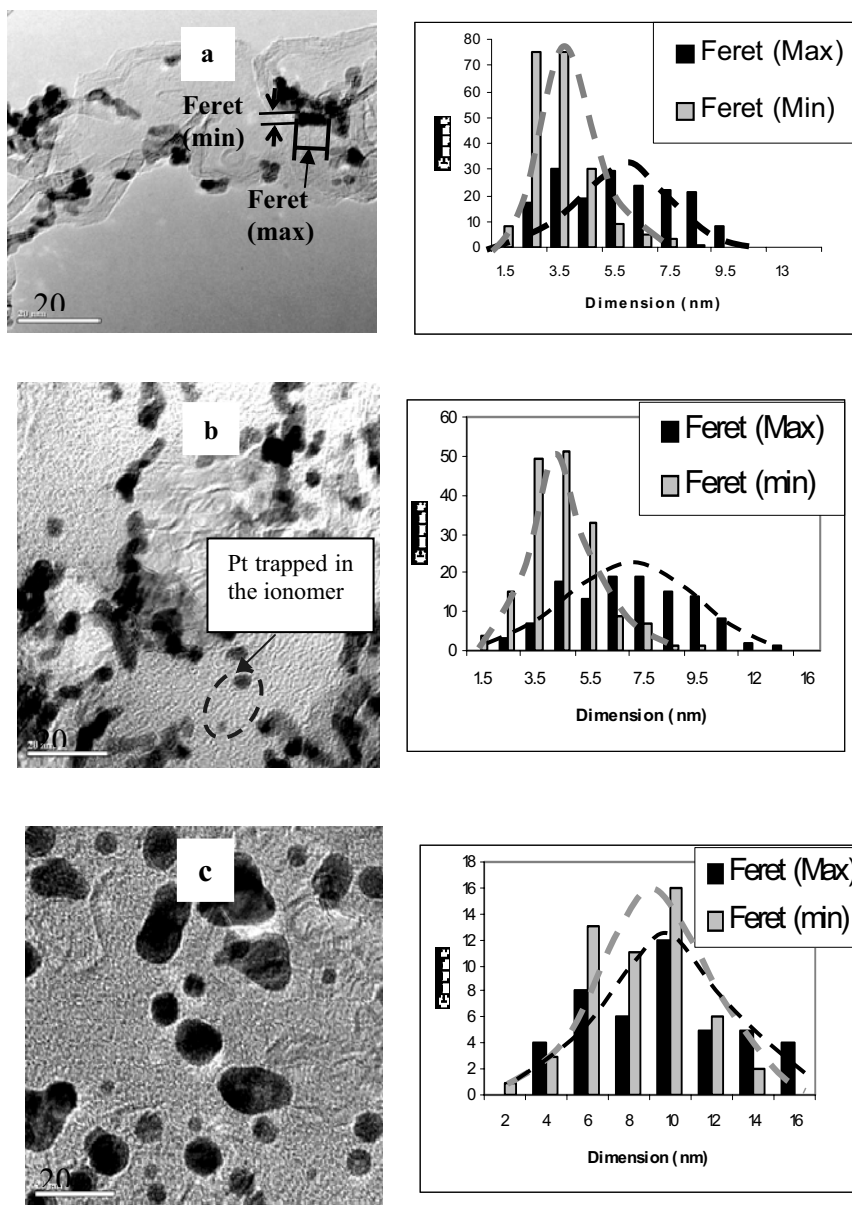 a
Feret
(min)
Feret
(max)
20
20 nm
80
70
60
50
40
30
20
10
0
Feret (Max)
Feret (Min)
1.5 3.5 5.5 7.5 9.5 13
Dimension (nm)
b
Pt trapped in
the ionomer
20
20 nm
60
50
40
30
20
10
0
Feret (Max)
Feret (min)
1.5 3.5 5.5 7.5 9.5 12 16
Dimension (nm)
c
20
18
16
14
12
10
8
6
4
2
0
Feret (Max)
Feret (min)
2 4 6 8 10 12 14 16
Dimension (nm)